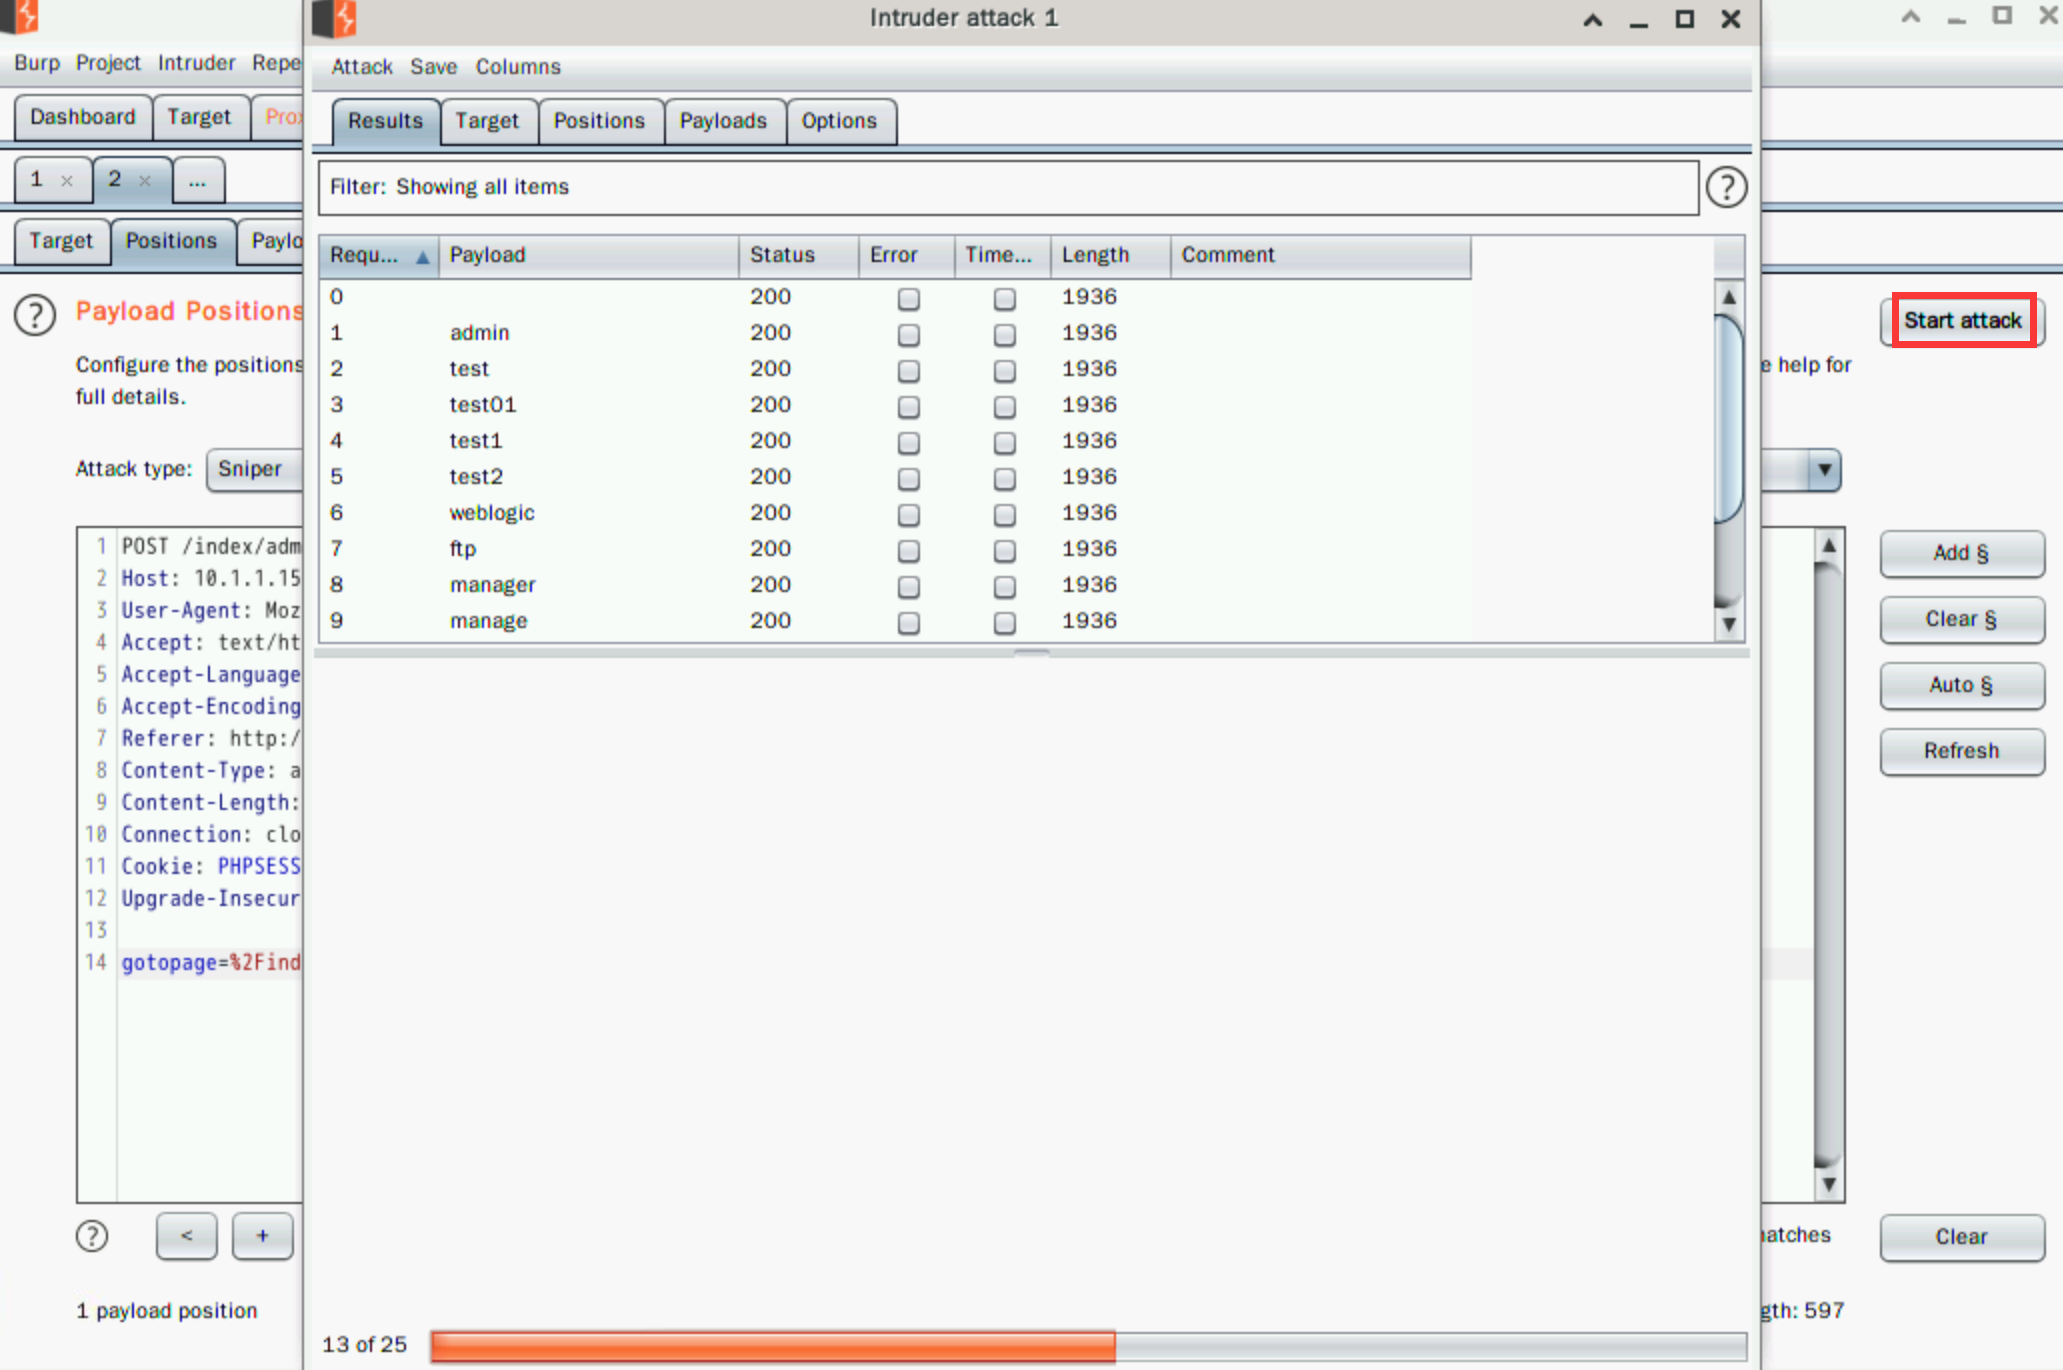 Intruder attack 1
Burp Project Intruder Repe
Attack Save Columns
Dashboard Target Prox
Results Target Positions Payloads Options
1 × 2 × ...
Filter: Showing all items ?
Target Positions Paylo
Requ... ▲ Payload Status Error Time... Length Comment
0 200 1936
1 admin 200 1936
2 test 200 1936
3 test01 200 1936
4 test1 200 1936
5 test2 200 1936
6 weblogic 200 1936
7 ftp 200 1936
8 manager 200 1936
9 manage 200 1936
? Payload Positions
Start attack
Configure the positions
e help for
full details.
Attack type: Sniper
1 POST /index/adm
2 Host: 10.1.1.15
3 User-Agent: Moz
4 Accept: text/ht
5 Accept-Language
6 Accept-Encoding
7 Referer: http:/
8 Content-Type: a
9 Content-Length:
10 Connection: clo
11 Cookie: PHPSESS
12 Upgrade-Insecur
13
14 gotopage=%2Find
Add §
Clear §
Auto §
Refresh
? < +
atches
Clear
1 payload position
gth: 597
13 of 25